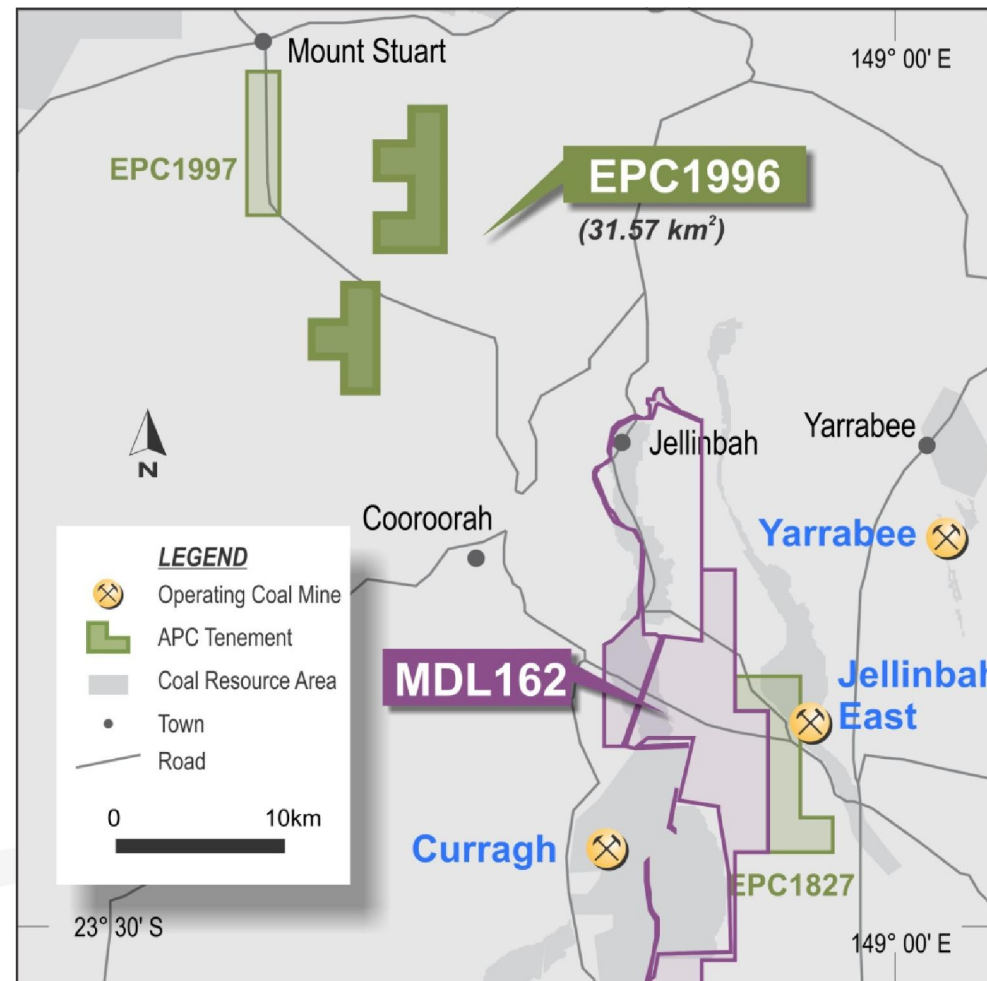 Mount Stuart
149° 00' E
EPC1997
EPC1996
(31.57 km²)
Jellinbah
Yarrabee
Cooroorah
Yarrabee
LEGEND
Operating Coal Mine
APC Tenement
Coal Resource Area
Town
Road
0 10km
N
MDL162
Jellinbah
East
Curragh
EPC1827
23° 30' S
149° 00' E